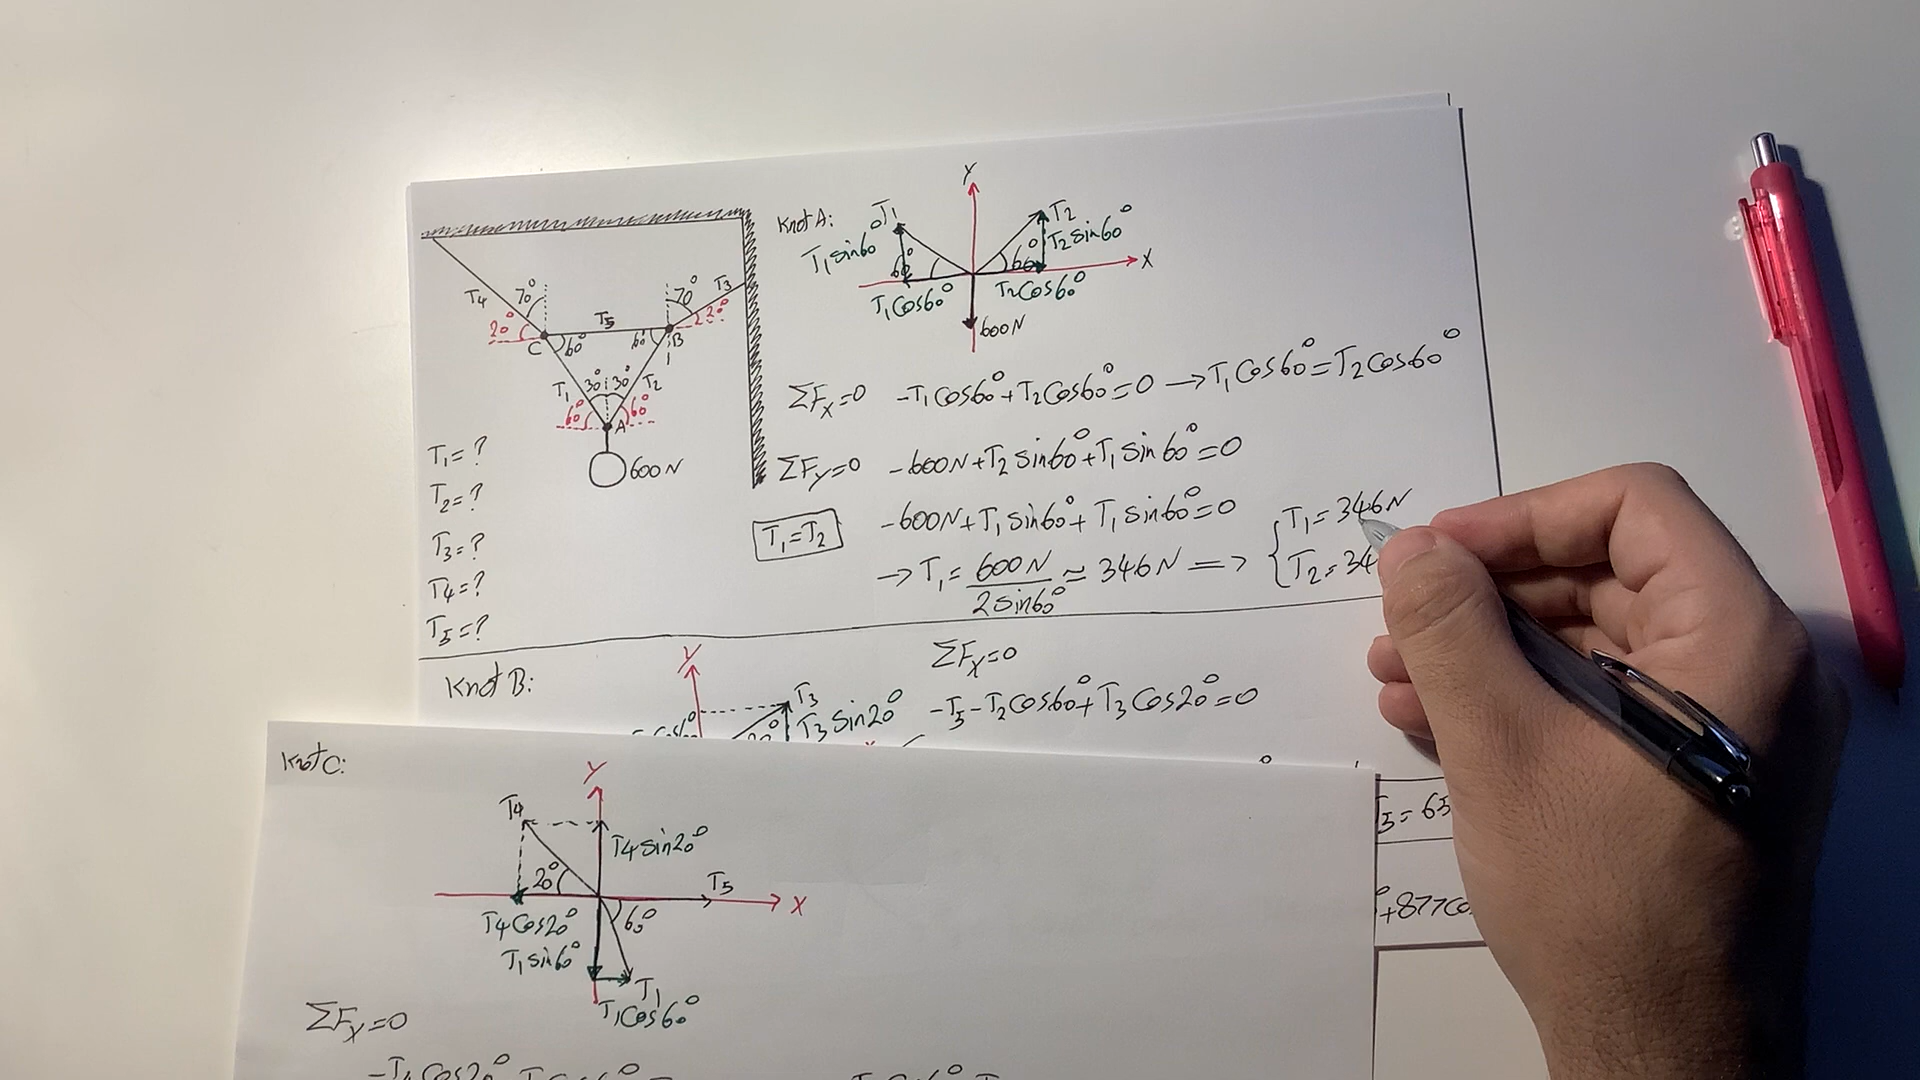 T4
70°
20°
C
60°
T5
60°
B
70°
T3
20°
T1
30° 30°
T2
60°
60°
A
600N
T1=?
T2=?
T3=?
T4=?
T5=?
Knot A:
Y
X
T1
T1 sin60°
60°
T1 Cos60°
T2
T2 sin60°
60°
T2 Cos60°
600N
ΣFx=0 -T1 Cos60°+T2 Cos60°=0 → T1 Cos60°=T2 Cos60°
ΣFy=0 -600N+T2 sin60°+T1 sin60°=0
T1=T2
-600N+T1 sin60°+T1 sin60°=0
→ T1= 600N / 2sin60° ≈ 346N => { T1=346N
T2=34
Knot B:
Y
T3
T3 sin20°
ΣFx=0
-T5-T2 Cos60°+T3 Cos20°=0
T5=65
+877Co
Knot C:
Y
X
T4
T4 sin20°
20°
T4 Cos20°
T5
60°
T1 sin60°
T1
T1 Cos60°
ΣFx=0